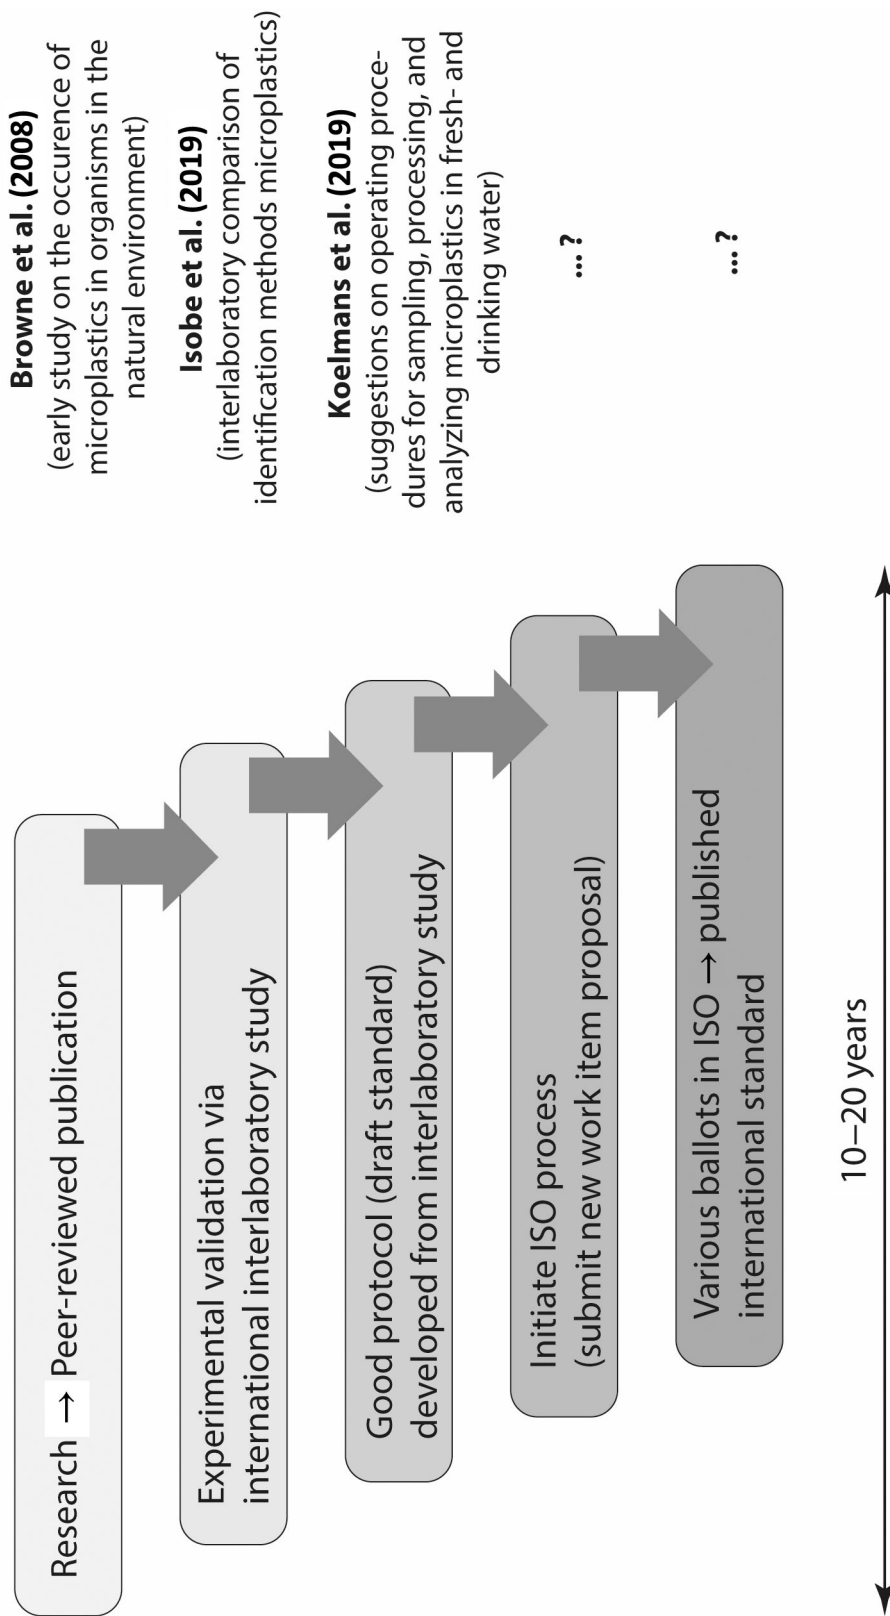 Research → Peer-reviewed publication
Browne et al. (2008)
(early study on the occurence of
microplastics in organisms in the
natural environment)
Experimental validation via
international interlaboratory study
Isobe et al. (2019)
(interlaboratory comparison of
identification methods microplastics)
Good protocol (draft standard)
developed from interlaboratory study
Koelmans et al. (2019)
(suggestions on operating proce-
dures for sampling, processing, and
analyzing microplastics in fresh- and
drinking water)
Initiate ISO process
(submit new work item proposal)
... ?
Various ballots in ISO → published
international standard
... ?
10–20 years